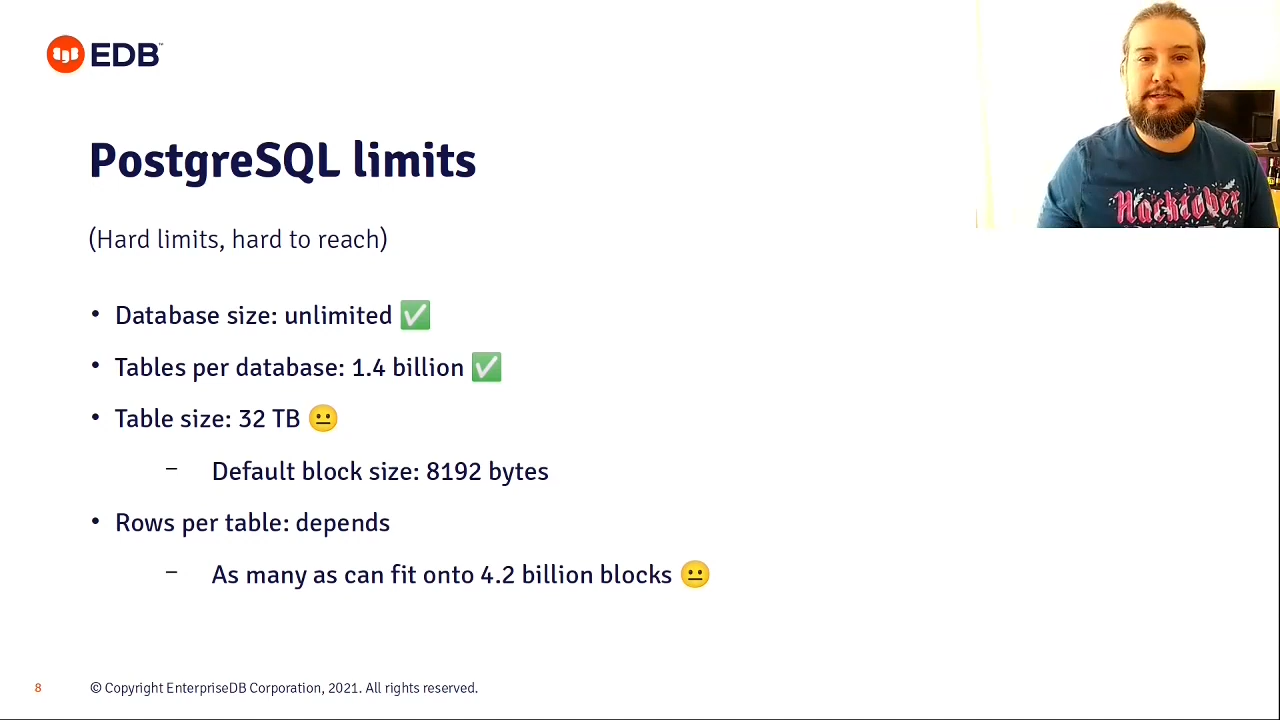 EDB™
PostgreSQL limits
(Hard limits, hard to reach)
• Database size: unlimited ✅
• Tables per database: 1.4 billion ✅
• Table size: 32 TB 😐
– Default block size: 8192 bytes
• Rows per table: depends
– As many as can fit onto 4.2 billion blocks 😐
8 © Copyright EnterpriseDB Corporation, 2021. All rights reserved.
Hacktober